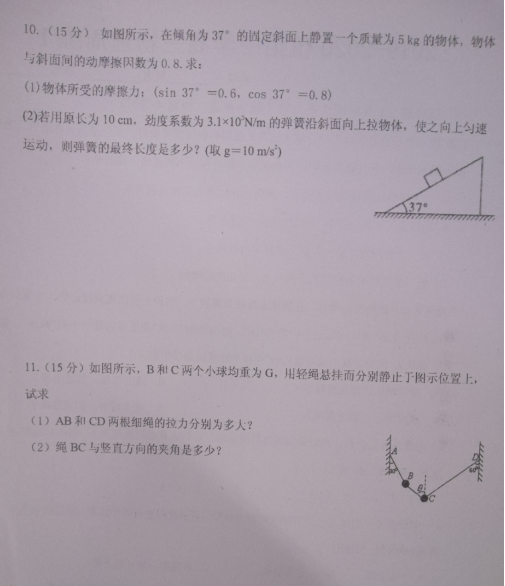 10.（15分） 如图所示，在倾角为37°的固定斜面上静置一个质量为5 kg的物体，物体
与斜面间的动摩擦因数为0.8.求：
(1)物体所受的摩擦力；(sin 37°=0.6，cos 37°=0.8)
(2)若用原长为10 cm，劲度系数为3.1×10³N/m的弹簧沿斜面向上拉物体，使之向上匀速
运动，则弹簧的最终长度是多少？(取g=10 m/s²)
37°
11.（15分）如图所示，B和C两个小球均重为G，用轻绳悬挂而分别静止于图示位置上，
试求
（1）AB和CD两根细绳的拉力分别为多大？
（2）绳BC与竖直方向的夹角是多少？
A
D
B
θ
C